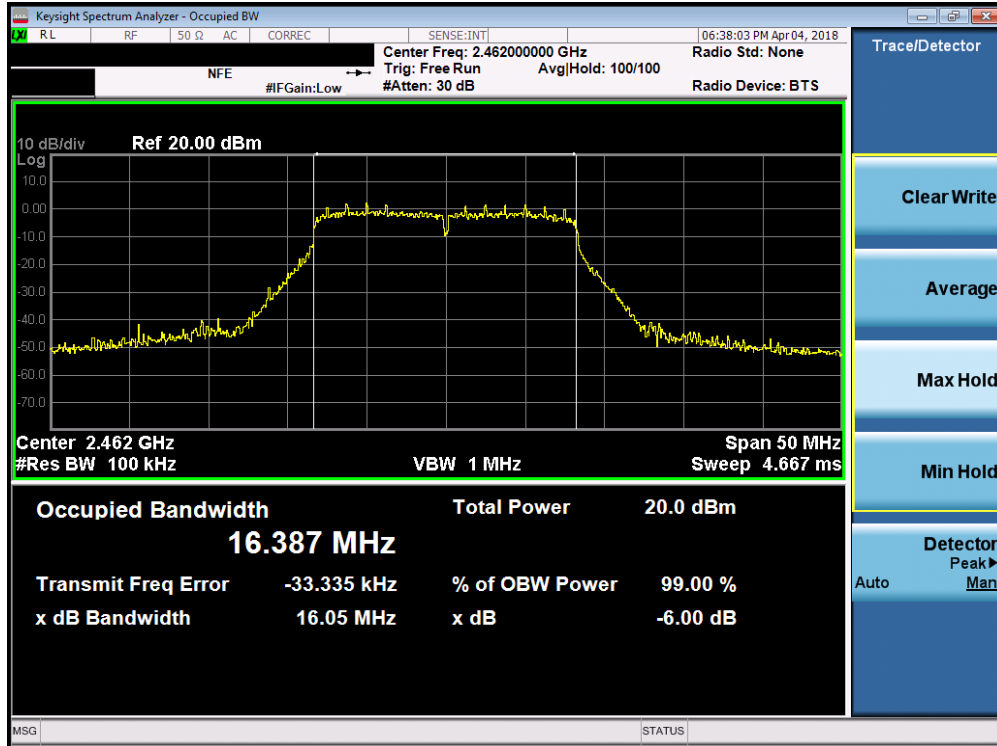 Keysight Spectrum Analyzer - Occupied BW
LXI RL RF 50 Ω AC CORREC SENSE:INT 06:38:03 PM Apr 04, 2018
Center Freq: 2.462000000 GHz Radio Std: None
NFE Trig: Free Run Avg|Hold: 100/100
#IFGain:Low #Atten: 30 dB Radio Device: BTS
10 dB/div Ref 20.00 dBm
Log
10.0
0.00
-10.0
-20.0
-30.0
-40.0
-50.0
-60.0
-70.0
Center 2.462 GHz Span 50 MHz
#Res BW 100 kHz VBW 1 MHz Sweep 4.667 ms
Occupied Bandwidth Total Power 20.0 dBm
16.387 MHz
Transmit Freq Error -33.335 kHz % of OBW Power 99.00 %
x dB Bandwidth 16.05 MHz x dB -6.00 dB
MSG STATUS
Trace/Detector
Clear Write
Average
Max Hold
Min Hold
Detector
Peak▶
Auto Man